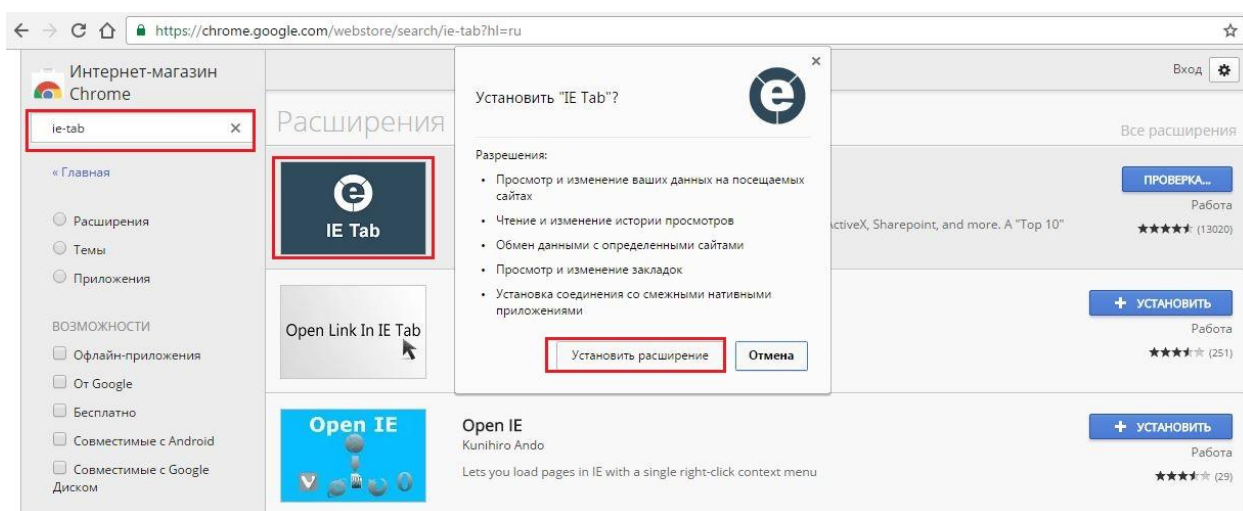 https://chrome.google.com/webstore/search/ie-tab?hl=ru
Интернет-магазин
Chrome
Вход
ie-tab
Расширения
Все расширения
« Главная
Расширения
Темы
Приложения
ВОЗМОЖНОСТИ
Офлайн-приложения
От Google
Бесплатно
Совместимые с Android
Совместимые с Google
Диском
Установить "IE Tab"?
Разрешения:
• Просмотр и изменение ваших данных на посещаемых
сайтах
• Чтение и изменение истории просмотров
• Обмен данными с определенными сайтами
• Просмотр и изменение закладок
• Установка соединения со смежными нативными
приложениями
Установить расширение
Отмена
IE Tab
ActiveX, Sharepoint, and more. A "Top 10"
ПРОВЕРКА...
Работа
(13020)
Open Link In IE Tab
УСТАНОВИТЬ
Работа
(251)
Open IE
Open IE
Kunihiro Ando
Lets you load pages in IE with a single right-click context menu
УСТАНОВИТЬ
Работа
(29)